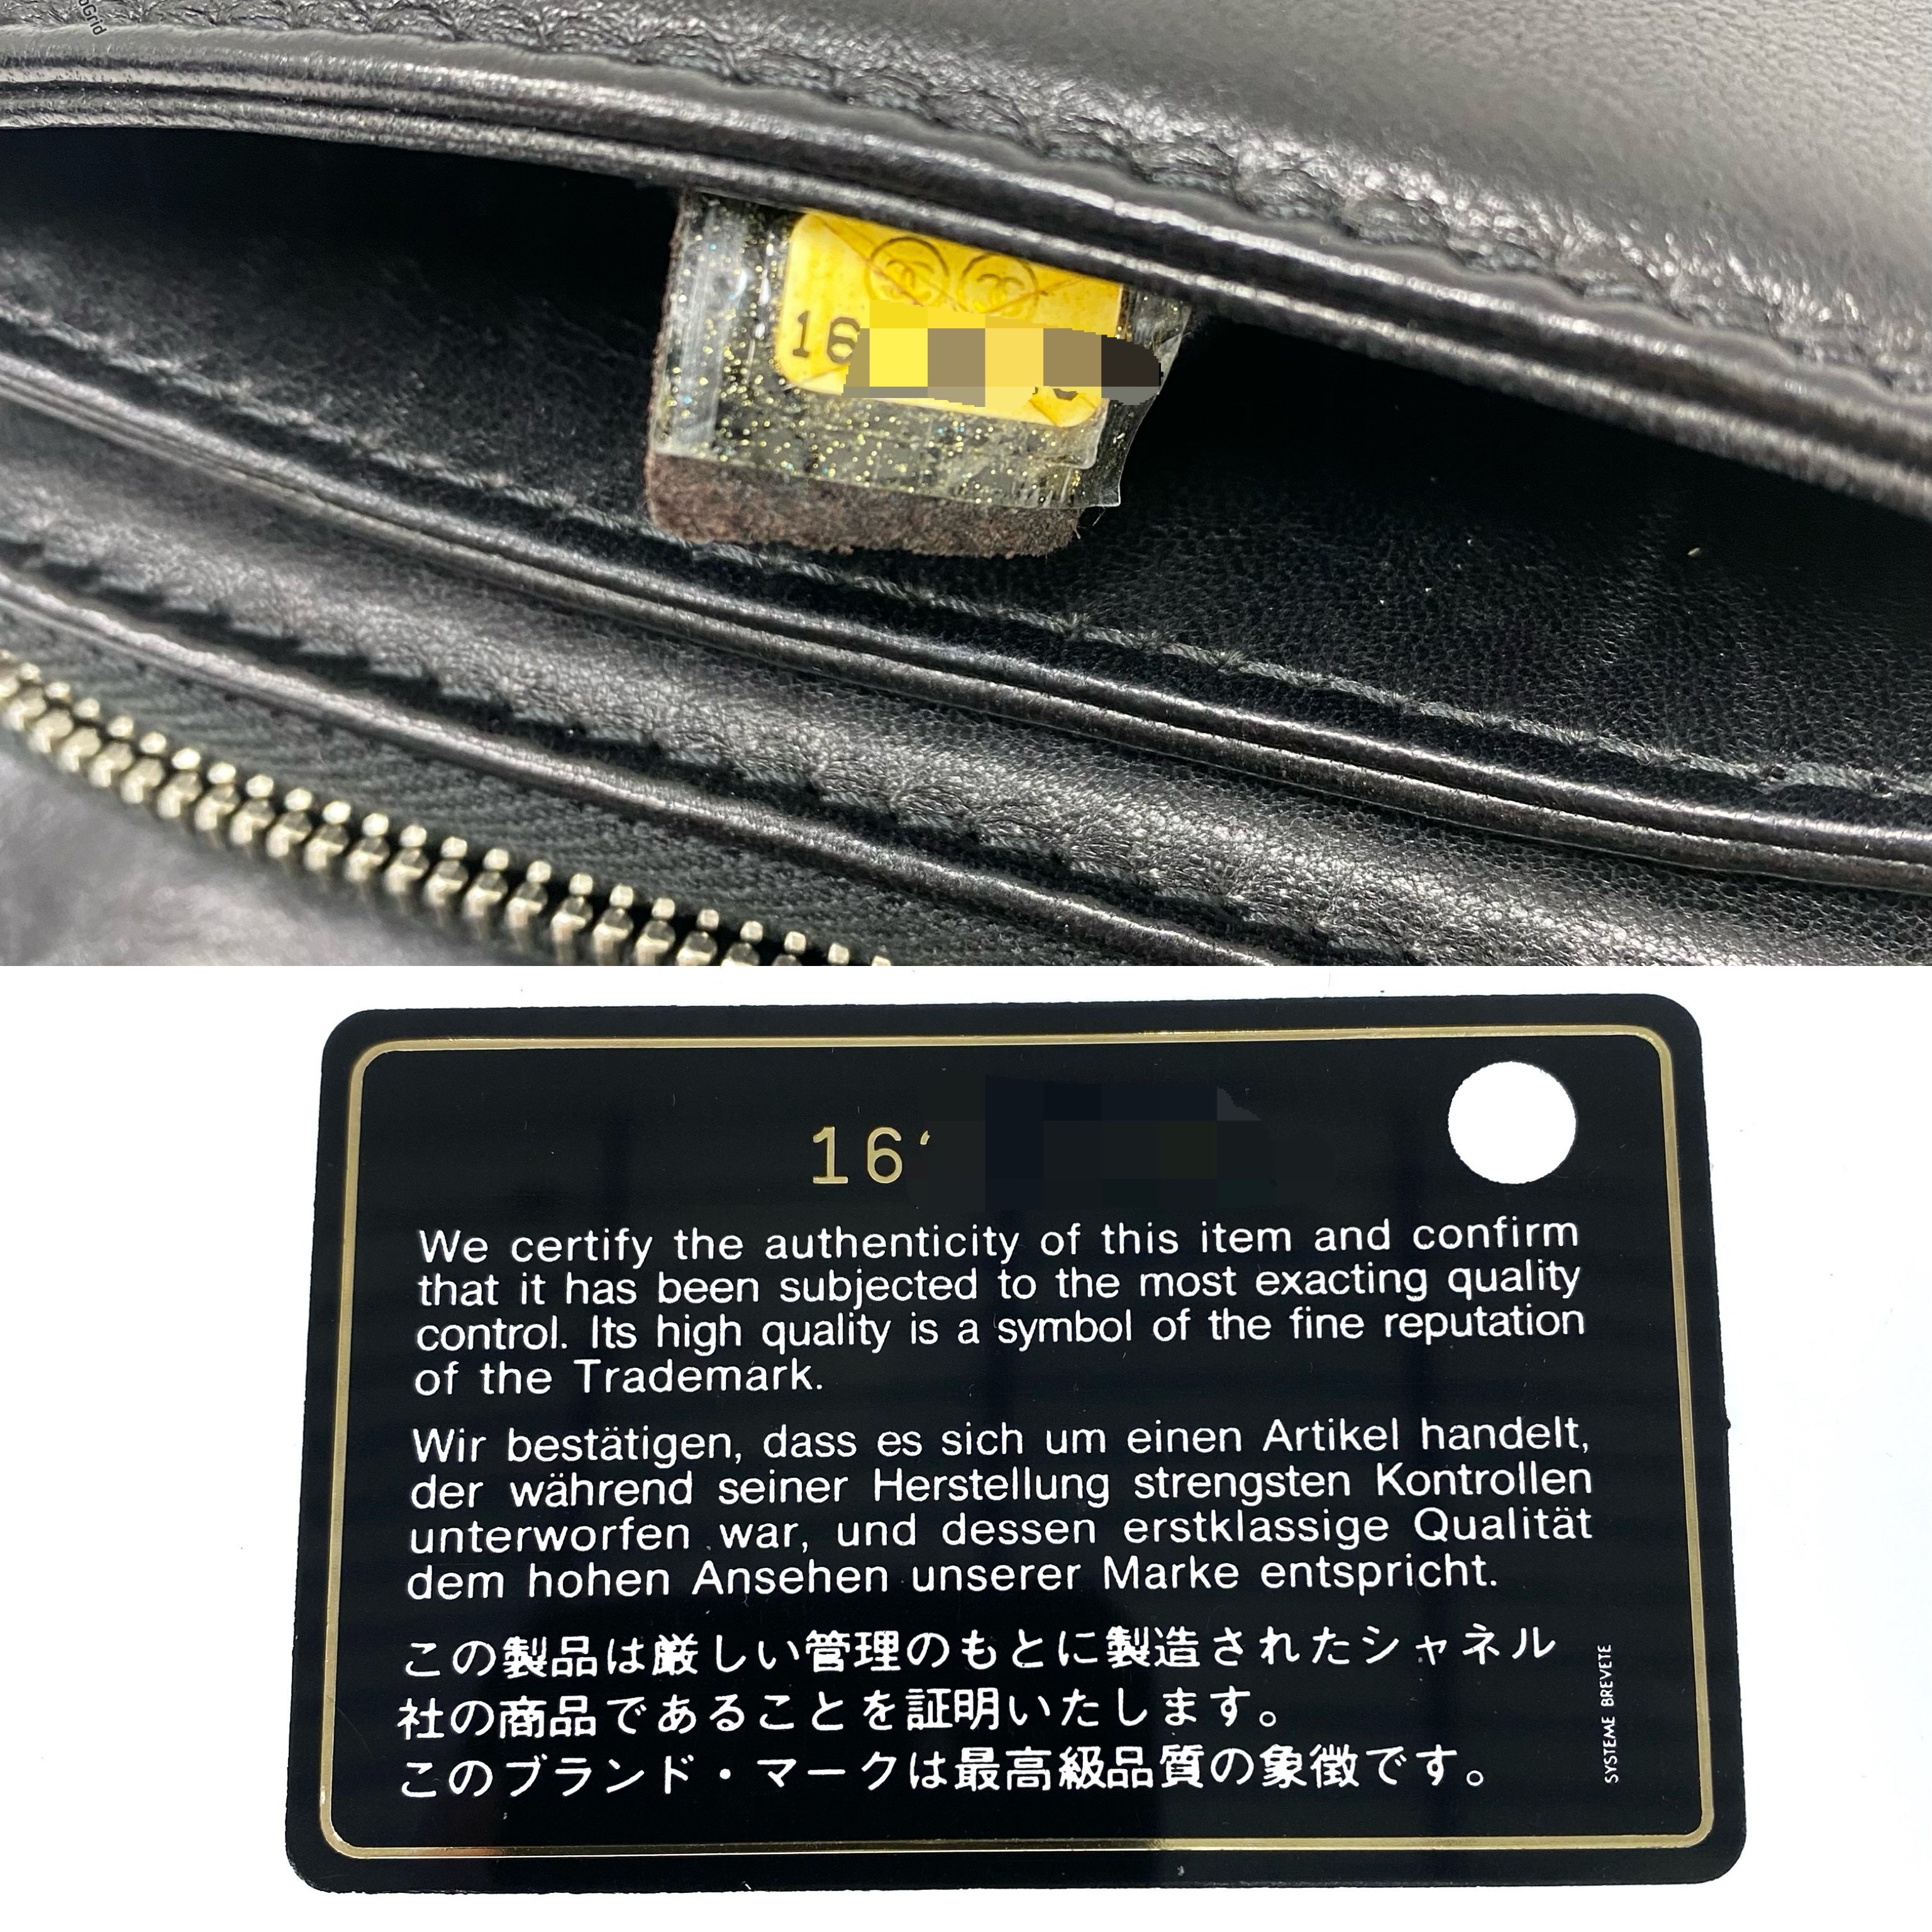 16
16
We certify the authenticity of this item and confirm
that it has been subjected to the most exacting quality
control. Its high quality is a symbol of the fine reputation
of the Trademark.
Wir bestätigen, dass es sich um einen Artikel handelt,
der während seiner Herstellung strengsten Kontrollen
unterworfen war, und dessen erstklassige Qualität
dem hohen Ansehen unserer Marke entspricht.
この製品は厳しい管理のもとに製造されたシャネル
社の商品であることを証明いたします。
このブランド・マークは最高級品質の象徴です。
SYSTEME BREVETE